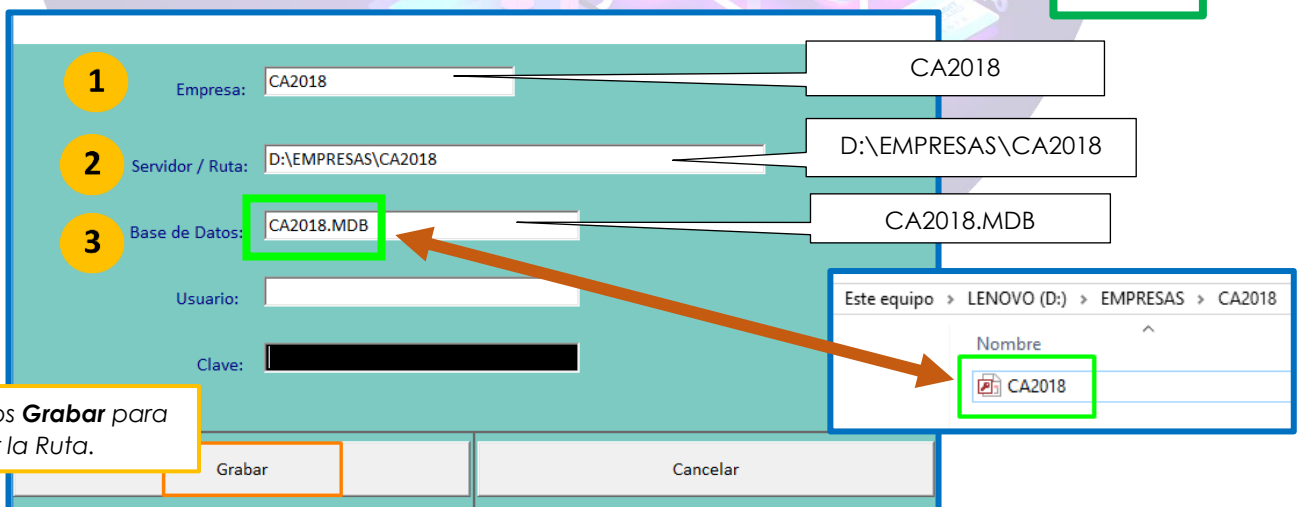 1
Empresa:
CA2018
CA2018
2
Servidor / Ruta:
D:\EMPRESAS\CA2018
D:\EMPRESAS\CA2018
3
Base de Datos:
CA2018.MDB
CA2018.MDB
Usuario:
Clave:
Este equipo > LENOVO (D:) > EMPRESAS > CA2018
Nombre
CA2018
Grabar para
la Ruta.
Grabar
Cancelar